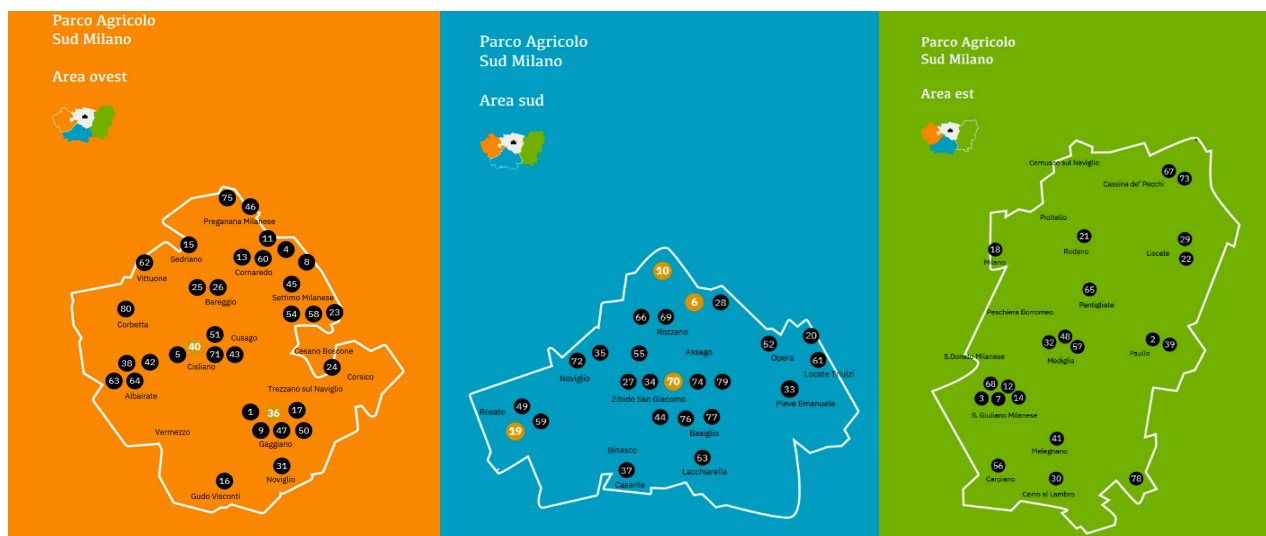 Parco Agricolo
Sud Milano
Area ovest
75
46
Preganana Milanese
11
15
4
Sedriano
13
60
8
62
Cornaredo
Vittuone
45
25
26
Settimo Milanese
Bareggio
80
54
58
23
Corbetta
51
Cusago
40
5
71
43
Cesano Boscone
38
42
Cisliano
24
Corsico
63
64
Trezzano sul Naviglio
Albairate
1
36
17
Vermezzo
9
47
50
Gaggiano
31
16
Noviglio
Gudo Visconti
Parco Agricolo
Sud Milano
Area sud
10
6
28
66
69
Rozzano
20
52
72
35
55
Assago
Opera
61
Noviglio
Locate Triulzi
27
34
70
74
79
33
Zibido San Giacomo
Pieve Emanuele
49
Rosate
59
44
76
77
19
Basiglio
Binasco
53
37
Lacchiarella
Casarile
Parco Agricolo
Sud Milano
Area est
Cernusco sul Naviglio
67
73
Cassina de' Pecchi
Pioltello
21
29
18
Rodano
Liscate
Milano
22
65
Pantigliate
Peschiera Borromeo
48
2
32
57
39
S.Donato Milanese
Mediglia
Paullo
68
12
3
7
14
S. Giuliano Milanese
41
Melegnano
56
Carpiano
30
78
Cerro al Lambro